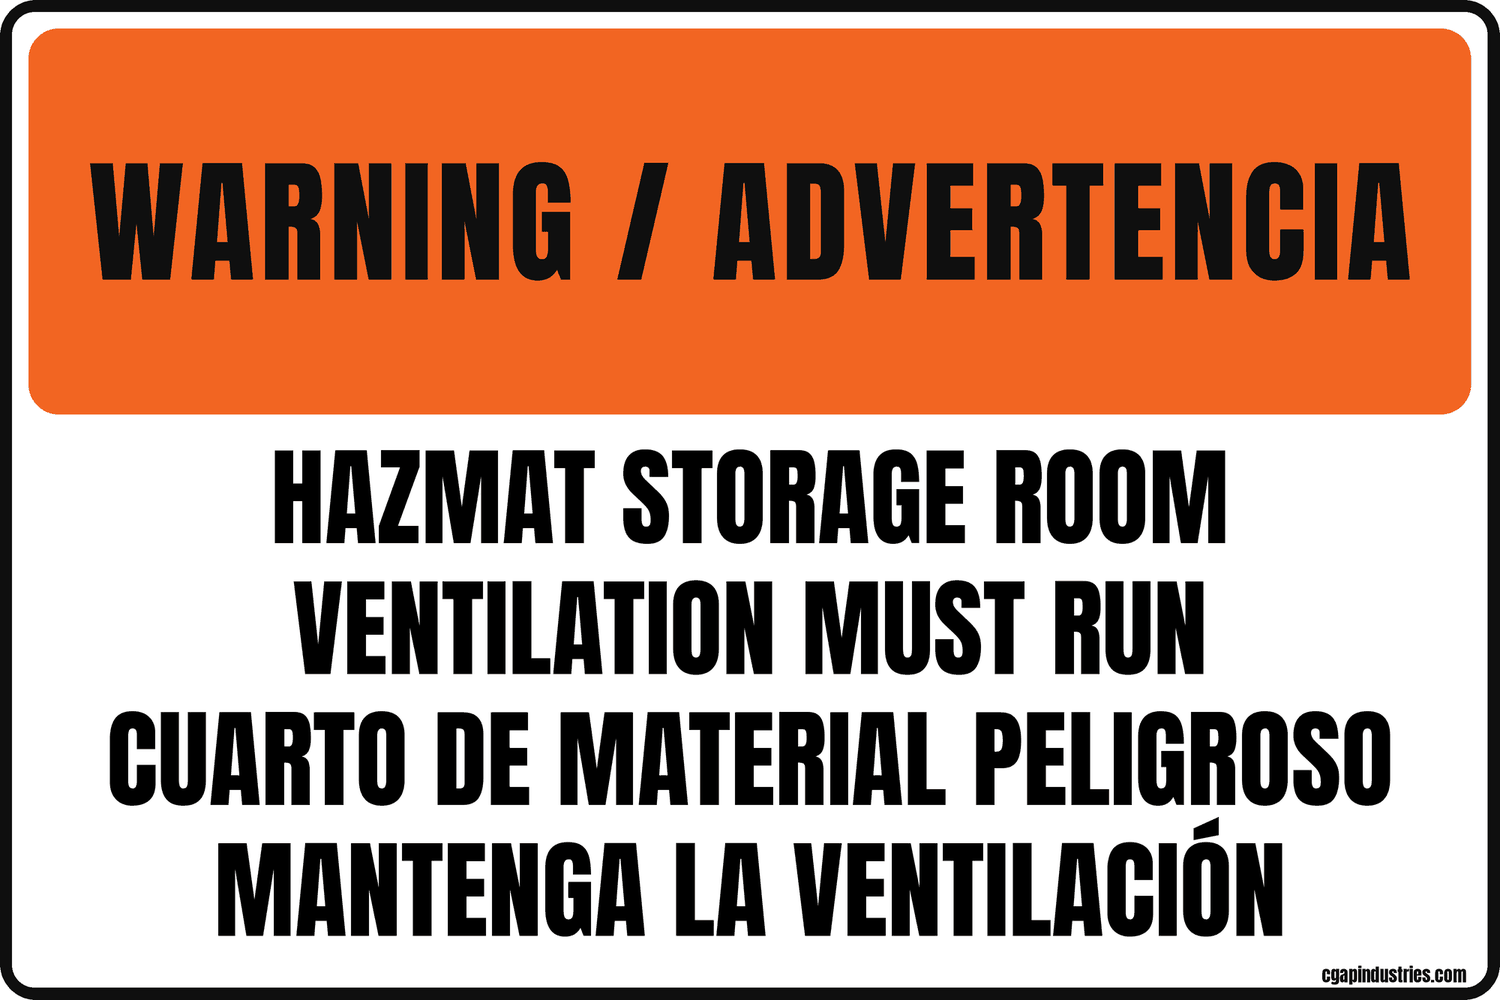 WARNING / ADVERTENCIA
HAZMAT STORAGE ROOM
VENTILATION MUST RUN
CUARTO DE MATERIAL PELIGROSO
MANTENGA LA VENTILACIÓN
cgapindustries.com